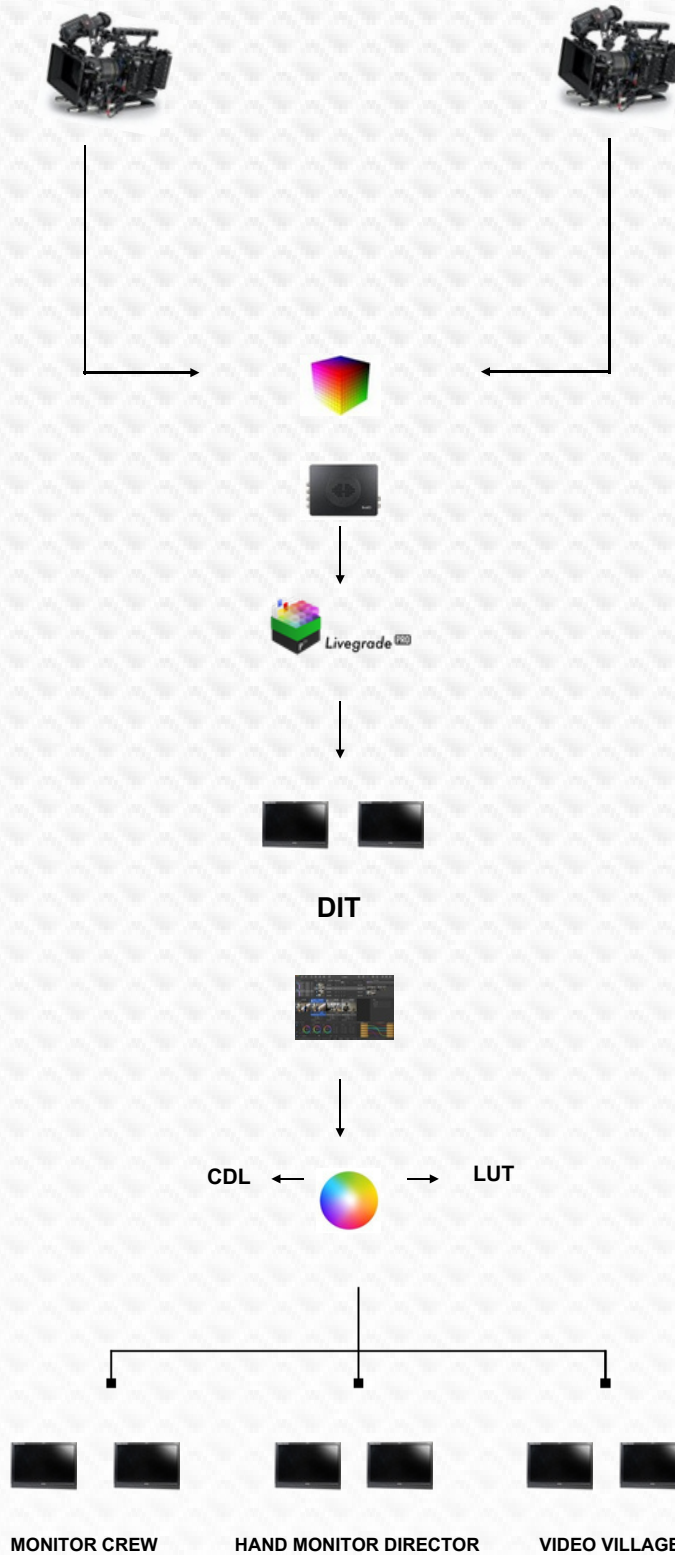 Livegrade PRO
DIT
CDL
LUT
MONITOR CREW
HAND MONITOR DIRECTOR
VIDEO VILLAGE